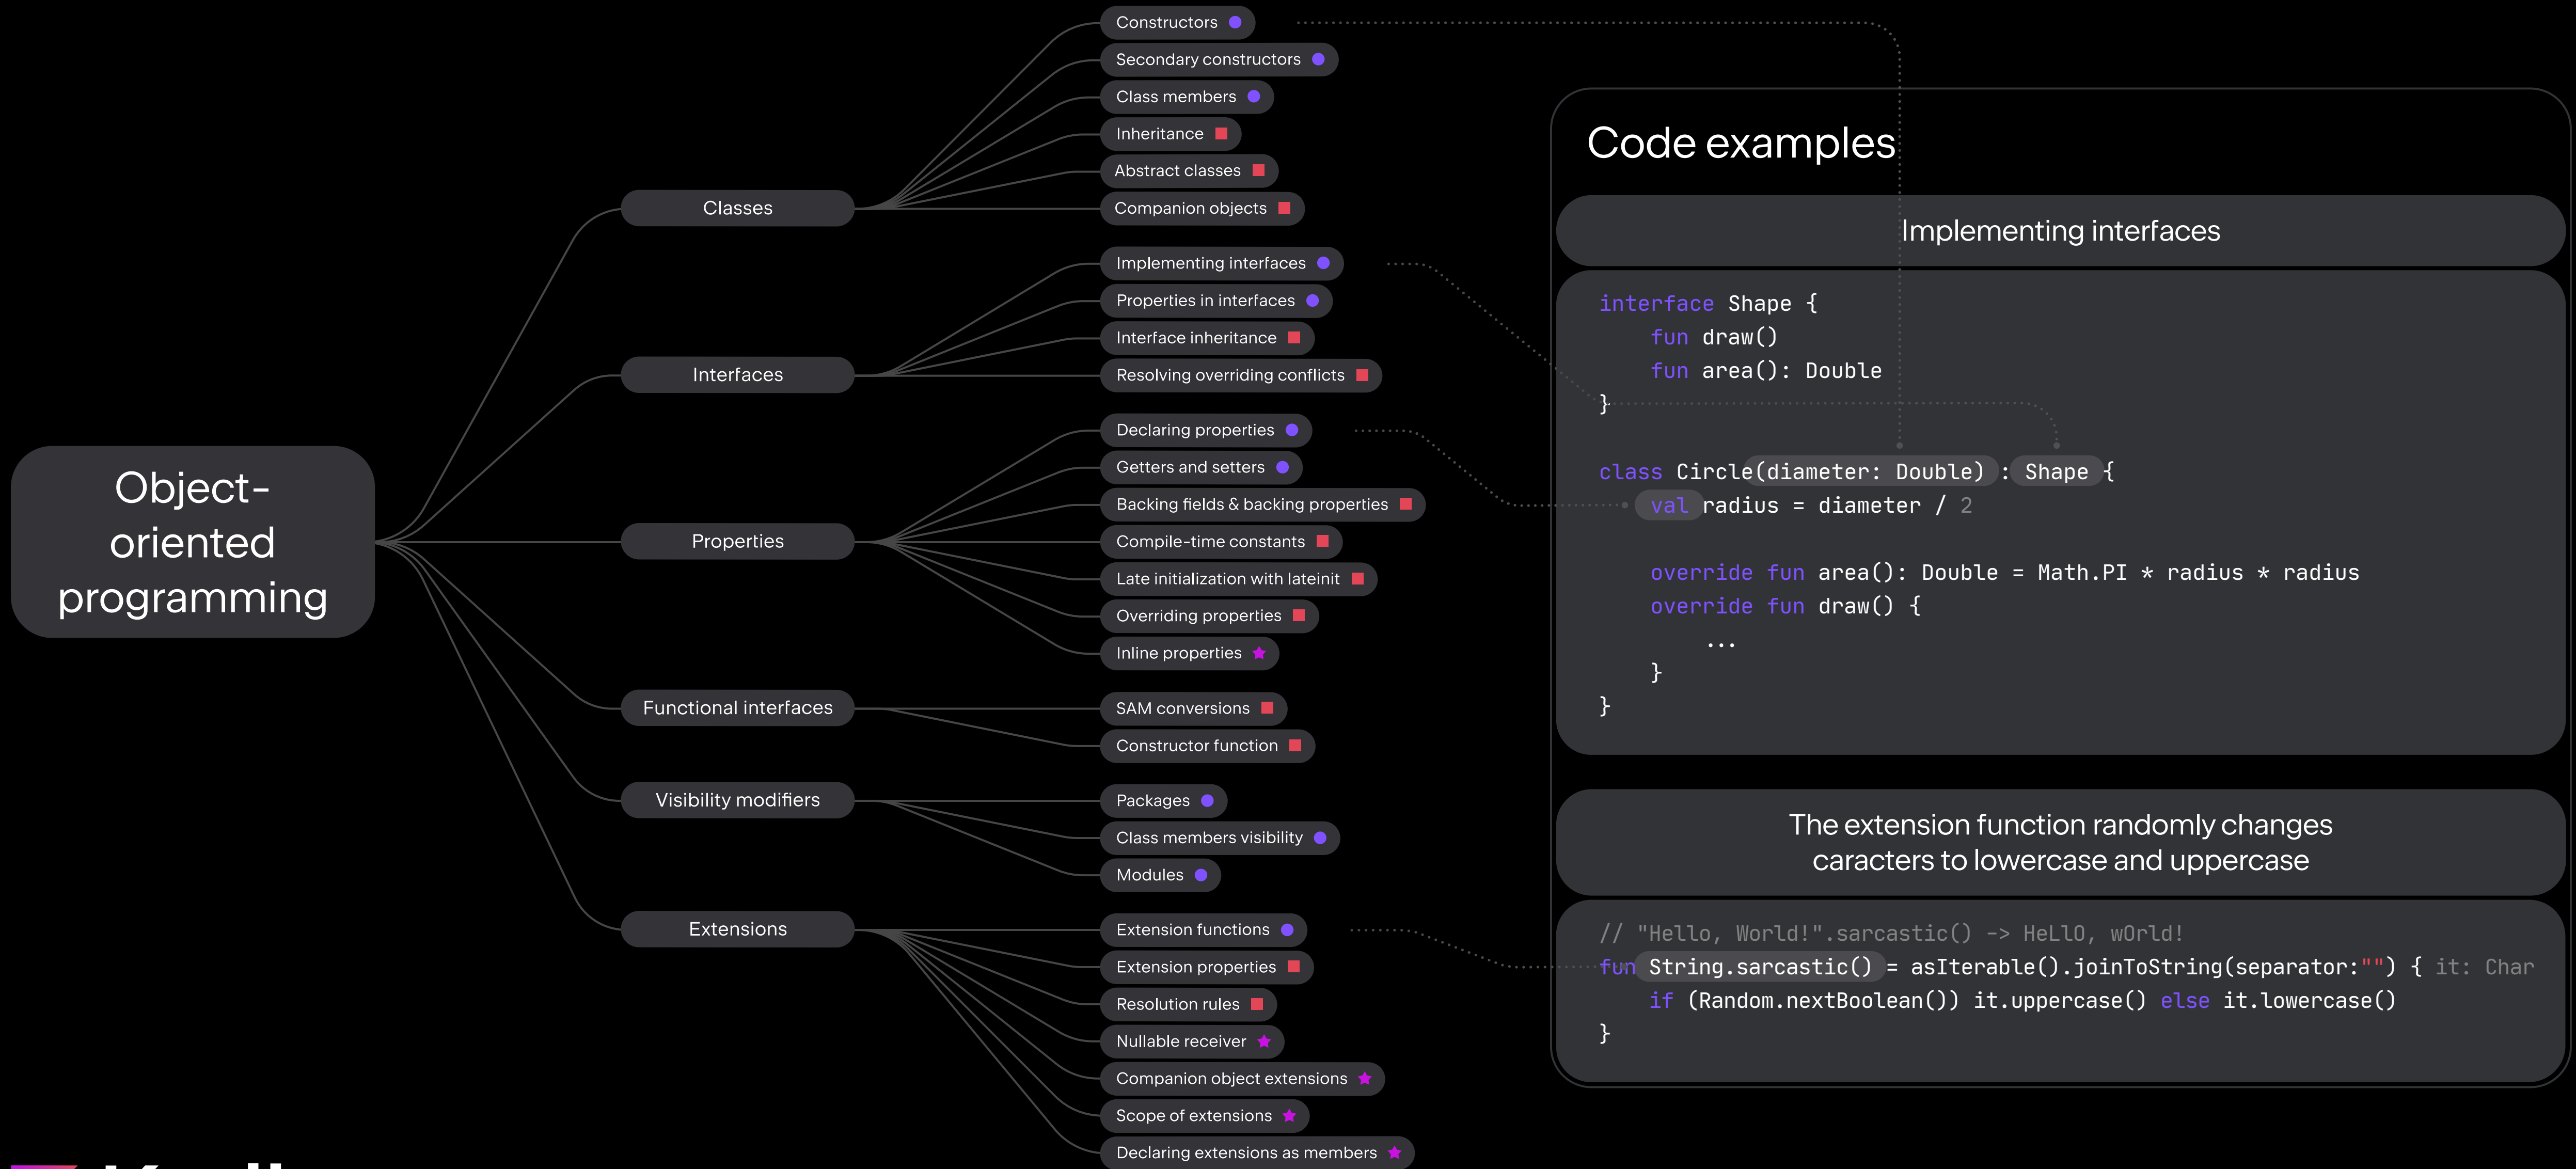 Object-
oriented
programming
Classes
Constructors
Secondary constructors
Class members
Inheritance
Abstract classes
Companion objects
Interfaces
Implementing interfaces
Properties in interfaces
Interface inheritance
Resolving overriding conflicts
Properties
Declaring properties
Getters and setters
Backing fields & backing properties
Compile-time constants
Late initialization with lateinit
Overriding properties
Inline properties
Functional interfaces
SAM conversions
Constructor function
Visibility modifiers
Packages
Class members visibility
Modules
Extensions
Extension functions
Extension properties
Resolution rules
Nullable receiver
Companion object extensions
Scope of extensions
Declaring extensions as members
Code examples
Implementing interfaces
interface Shape {
fun draw()
fun area(): Double
}
class Circle(diameter: Double) : Shape {
val radius = diameter / 2
override fun area(): Double = Math.PI * radius * radius
override fun draw() {
...
}
}
The extension function randomly changes
caracters to lowercase and uppercase
// "Hello, World!".sarcastic() -> HeLlO, wOrld!
fun String.sarcastic() = asIterable().joinToString(separator:"") { it: Char
if (Random.nextBoolean()) it.uppercase() else it.lowercase()
}